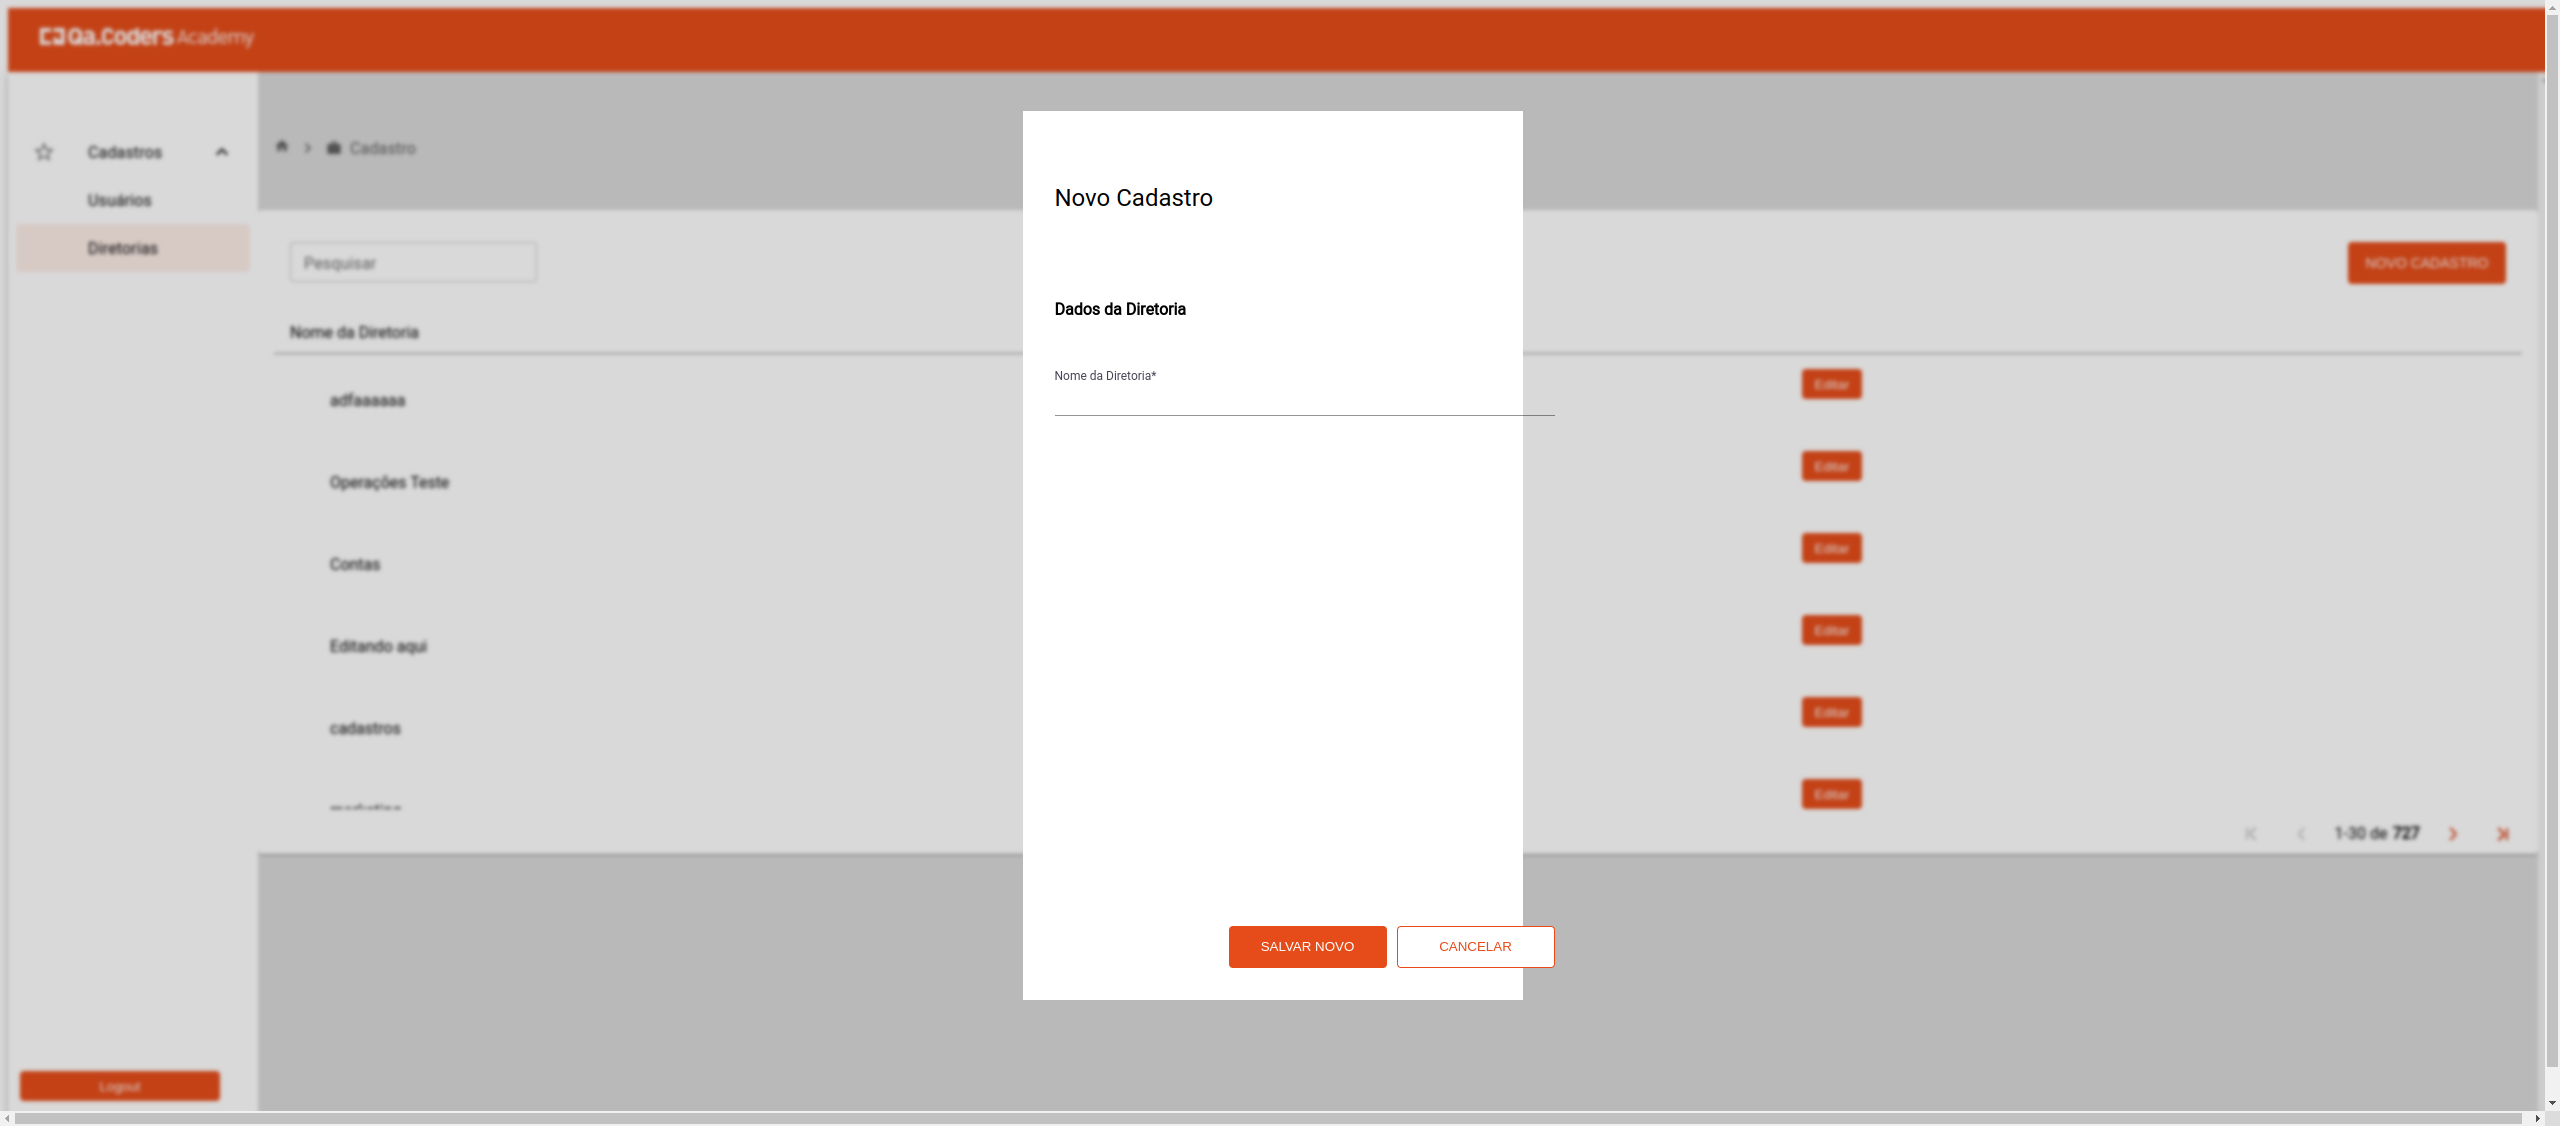 Qa.Coders Academy
Cadastros
Usuários
Diretorias
Logout
Cadastro
Pesquisar
NOVO CADASTRO
Nome da Diretoria
adfaaaaaa
Editar
Operações Teste
Editar
Contas
Editar
Editando aqui
Editar
cadastros
Editar
Editar
1-30 de 727
Novo Cadastro
Dados da Diretoria
Nome da Diretoria*
SALVAR NOVO
CANCELAR